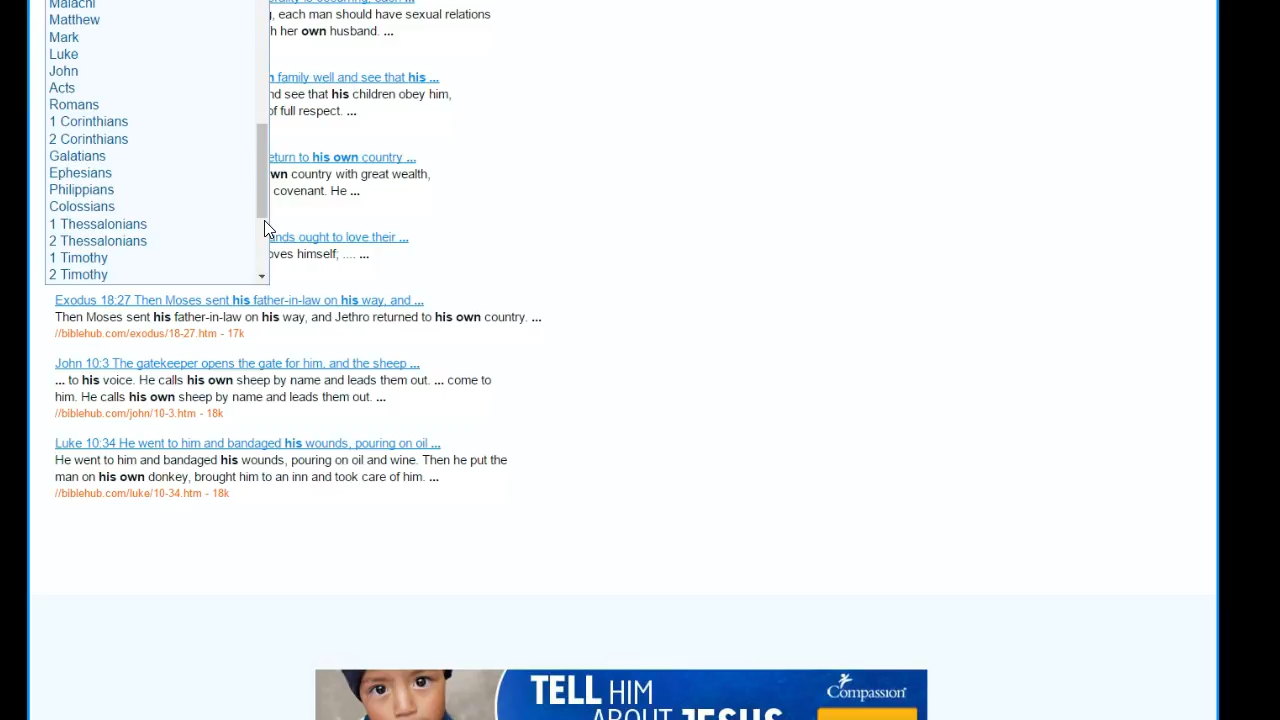 Malachi
Matthew
Mark
Luke
John
Acts
Romans
1 Corinthians
2 Corinthians
Galatians
Ephesians
Philippians
Colossians
1 Thessalonians
2 Thessalonians
1 Timothy
2 Timothy
each man should have sexual relations
her own husband. ...
family well and see that his ...
see that his children obey him,
of full respect. ...
to his own country ...
country with great wealth,
covenant. He ...
ought to love their ...
himself; .... ...
Exodus 18:27 Then Moses sent his father-in-law on his way, and ...
Then Moses sent his father-in-law on his way, and Jethro returned to his own country. ...
//biblehub.com/exodus/18-27.htm - 17k
John 10:3 The gatekeeper opens the gate for him, and the sheep ...
... to his voice. He calls his own sheep by name and leads them out. ... come to
him. He calls his own sheep by name and leads them out. ...
//biblehub.com/john/10-3.htm - 18k
Luke 10:34 He went to him and bandaged his wounds, pouring on oil ...
He went to him and bandaged his wounds, pouring on oil and wine. Then he put the
man on his own donkey, brought him to an inn and took care of him. ...
//biblehub.com/luke/10-34.htm - 18k
TELL HIM
ABOUT JESUS
Compassion